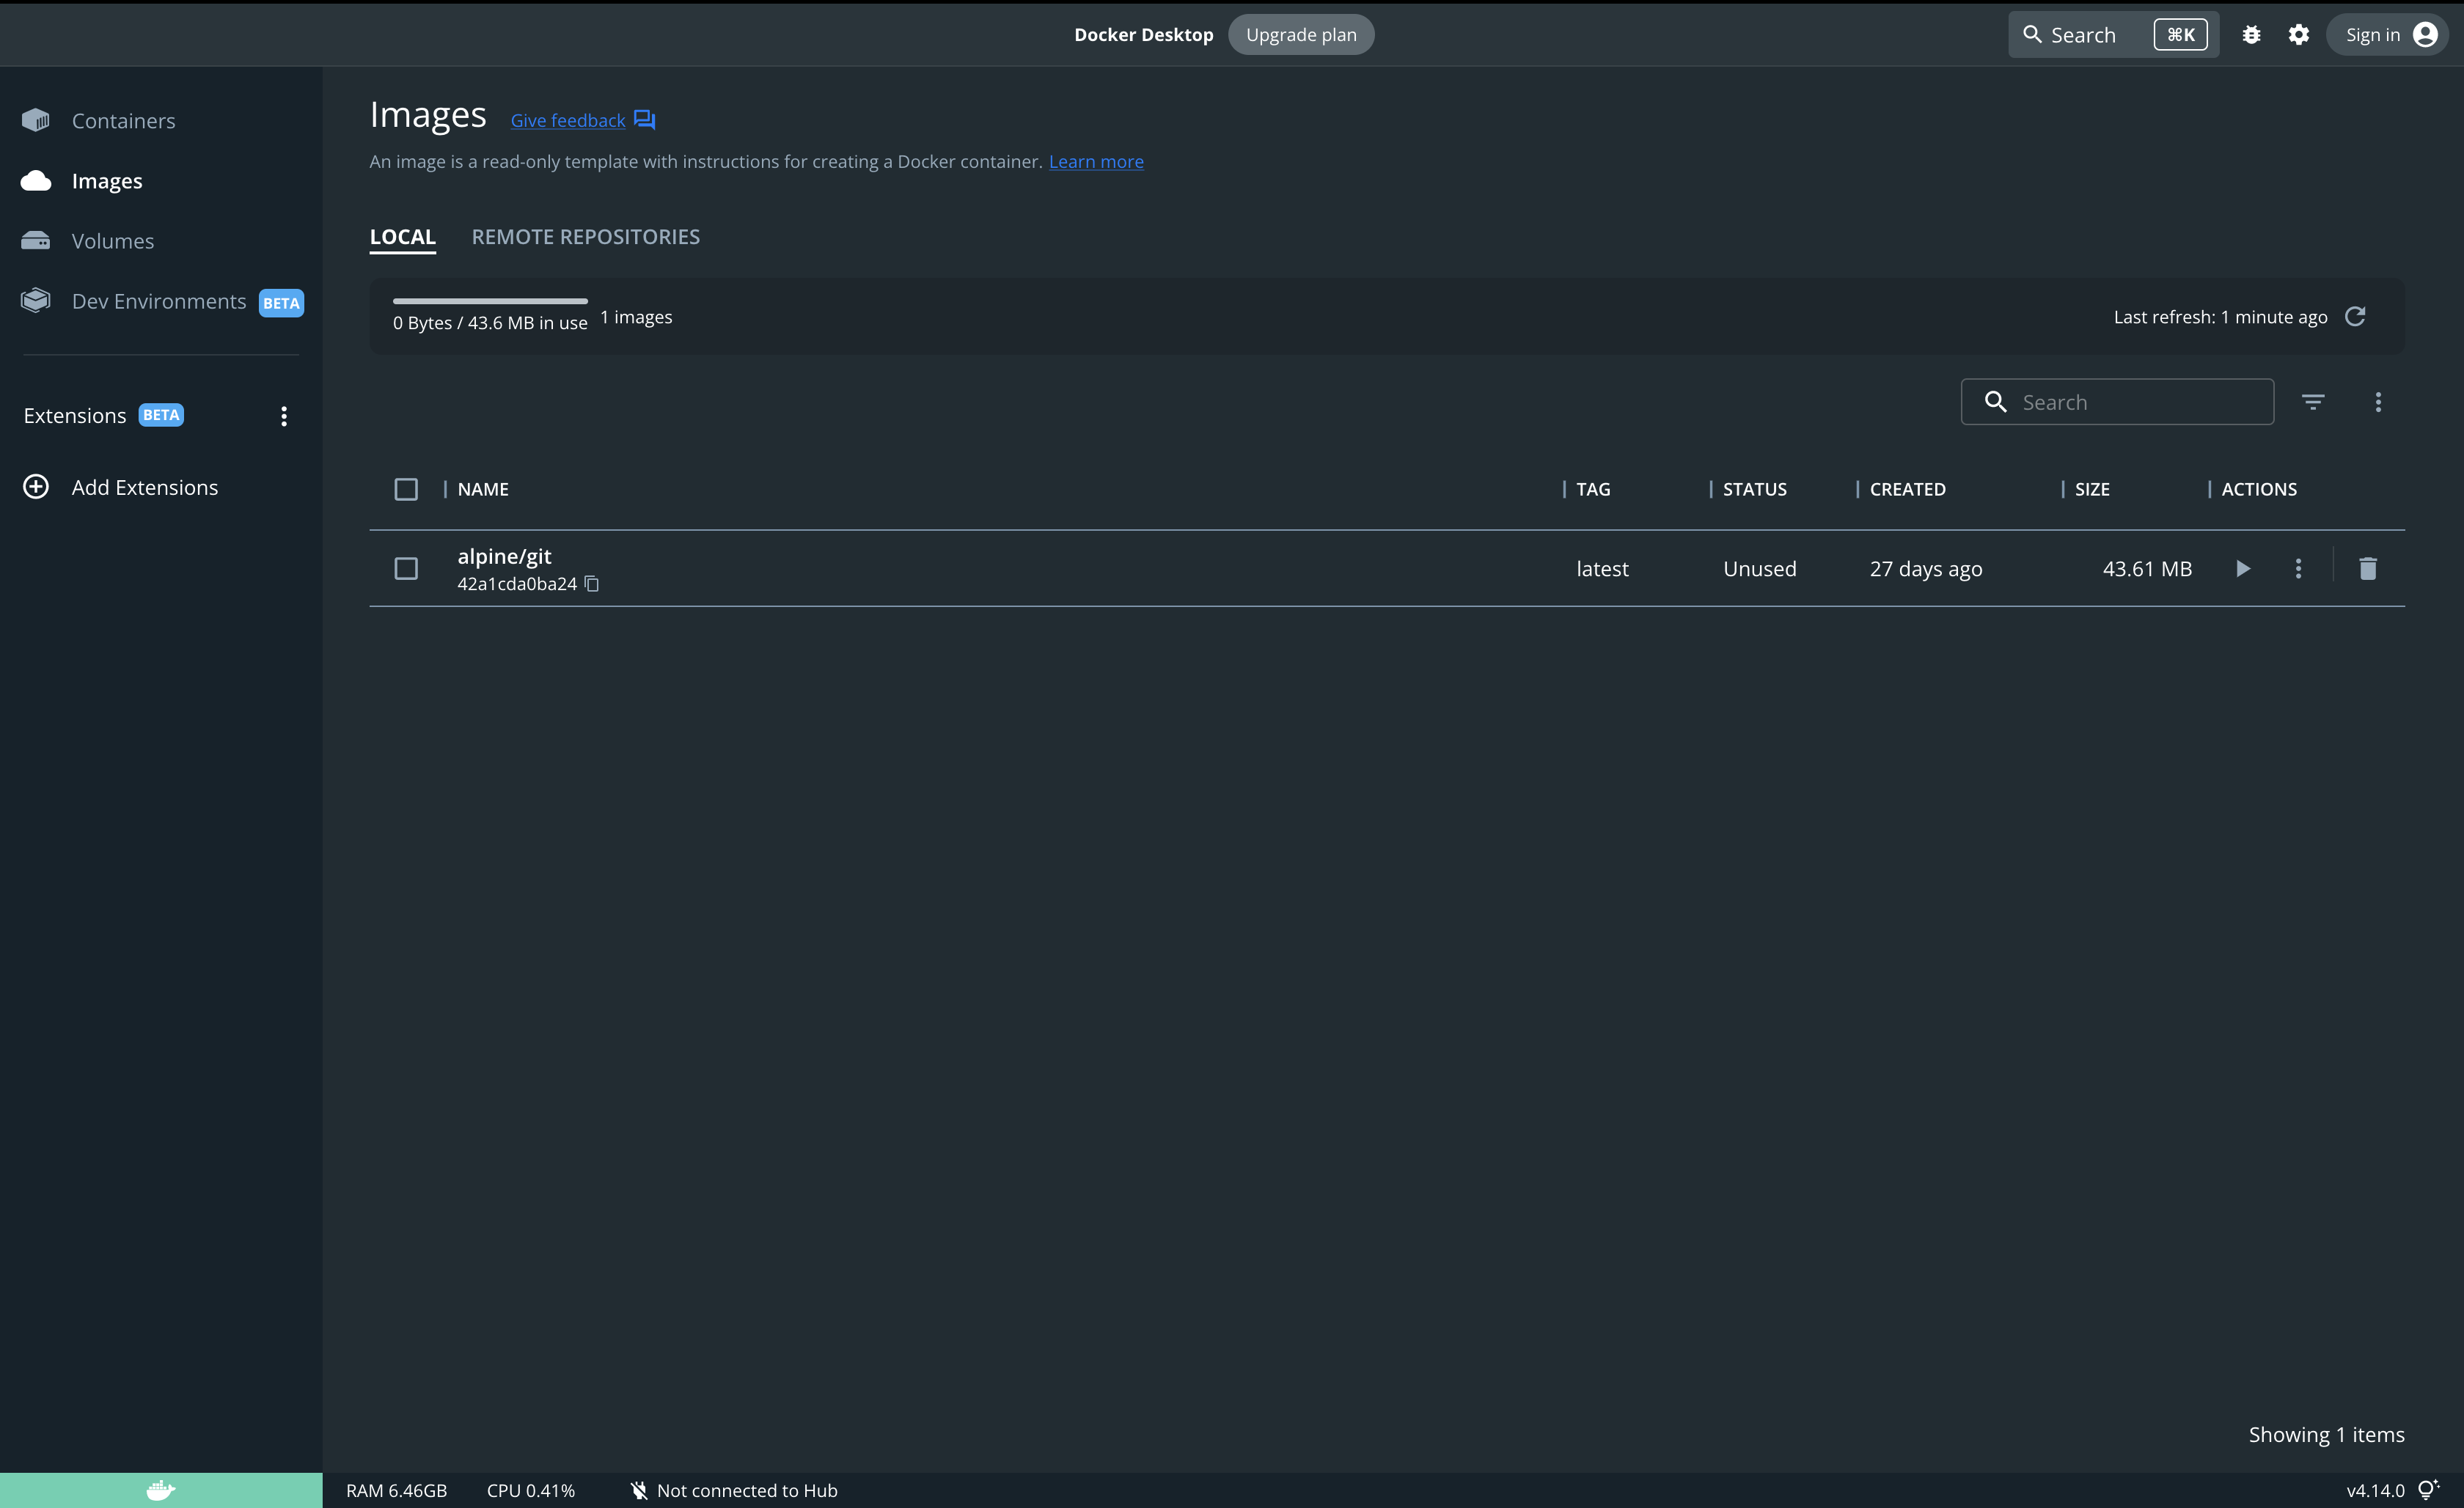 Docker Desktop Upgrade plan
Search ⌘K
Sign in
Containers
Images
Volumes
Dev Environments BETA
Extensions BETA
Add Extensions
Images Give feedback
An image is a read-only template with instructions for creating a Docker container. Learn more
LOCAL REMOTE REPOSITORIES
0 Bytes / 43.6 MB in use 1 images
Last refresh: 1 minute ago
Search
NAME TAG STATUS CREATED SIZE ACTIONS
alpine/git
42a1cda0ba24
latest Unused 27 days ago 43.61 MB
Showing 1 items
RAM 6.46GB CPU 0.41% Not connected to Hub
v4.14.0